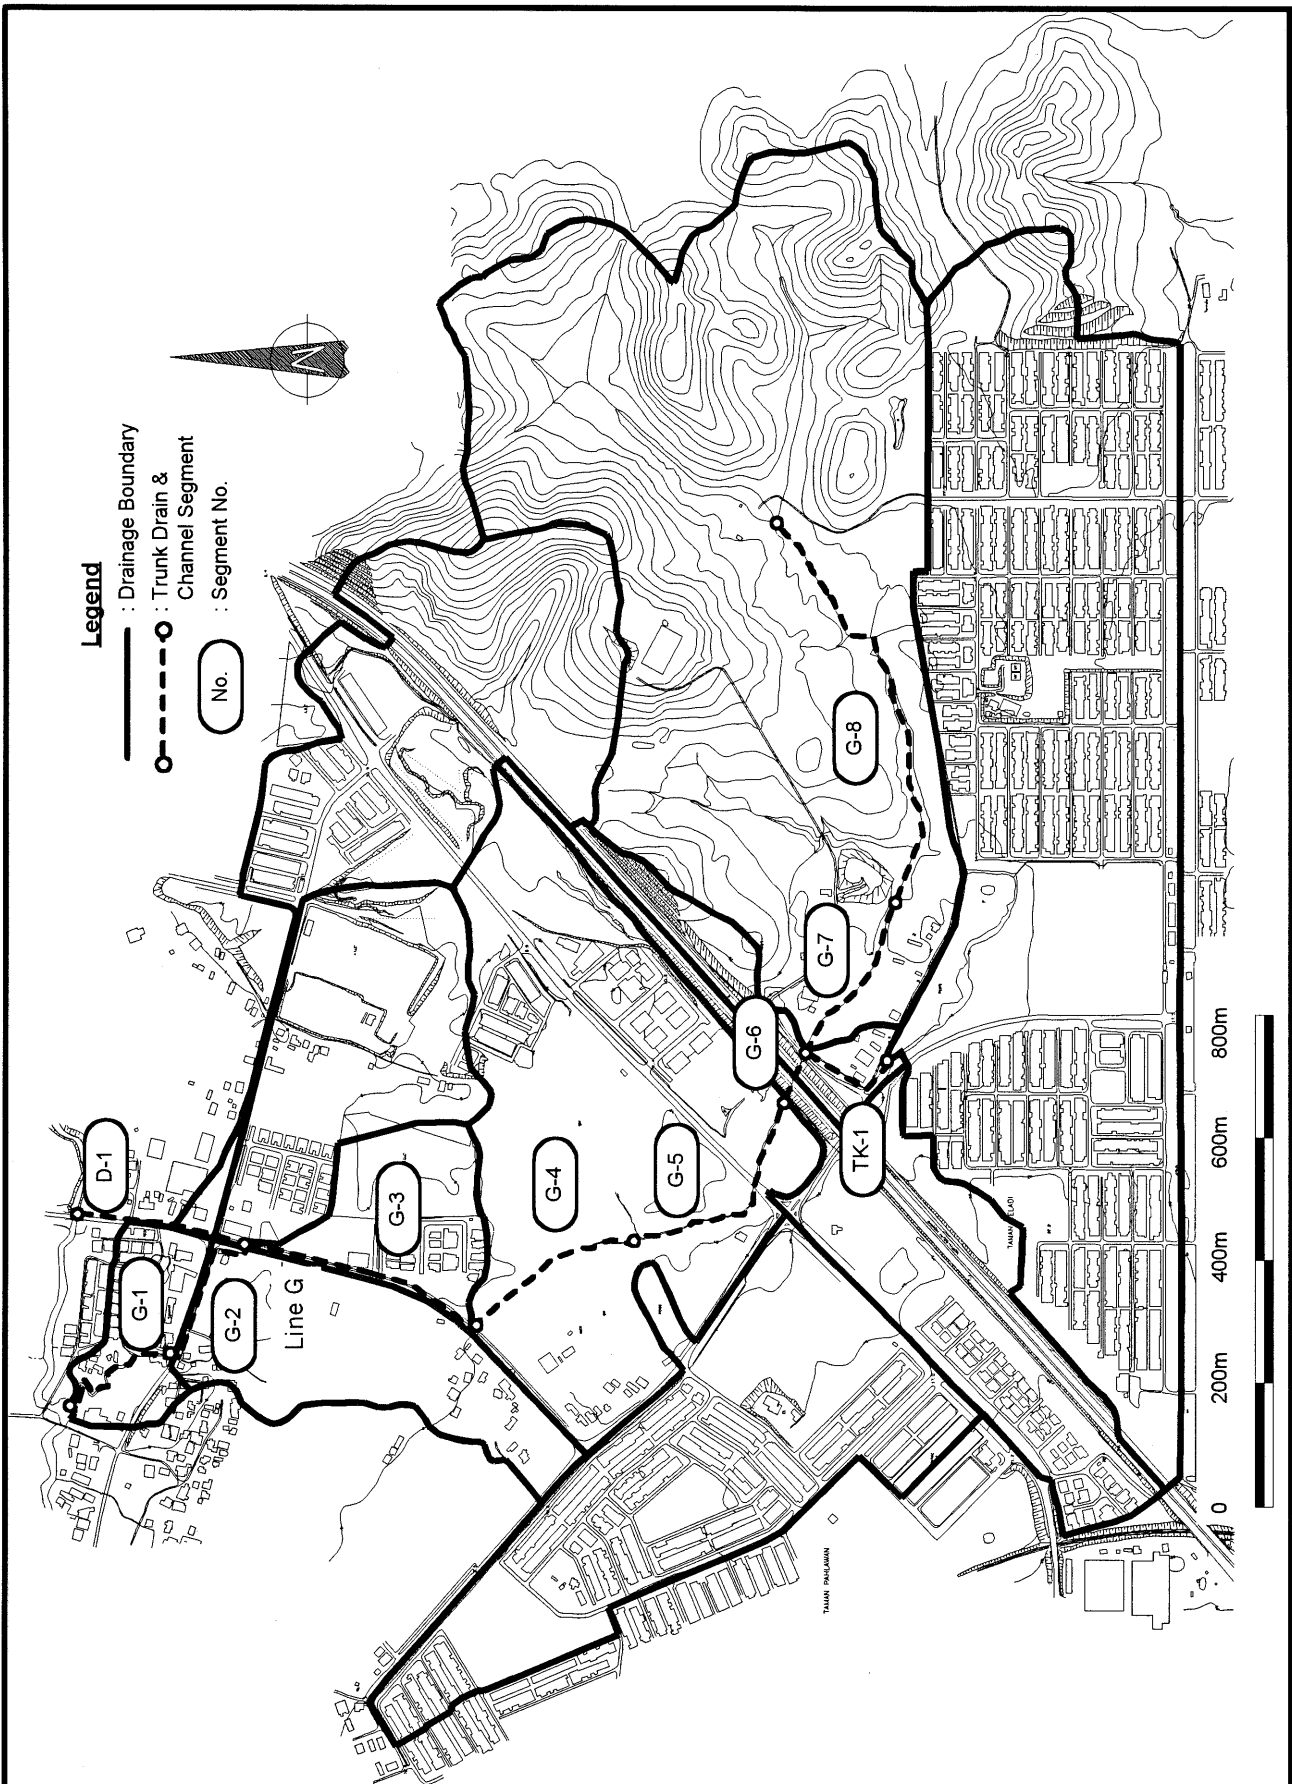 Legend
: Drainage Boundary
: Trunk Drain &
Channel Segment
No.
: Segment No.
N
D-1
G-1
G-2
Line G
G-3
G-4
G-5
G-6
G-7
G-8
TK-1
TAMAN PAHLAWAN
TAMAN
0
200m
400m
600m
800m